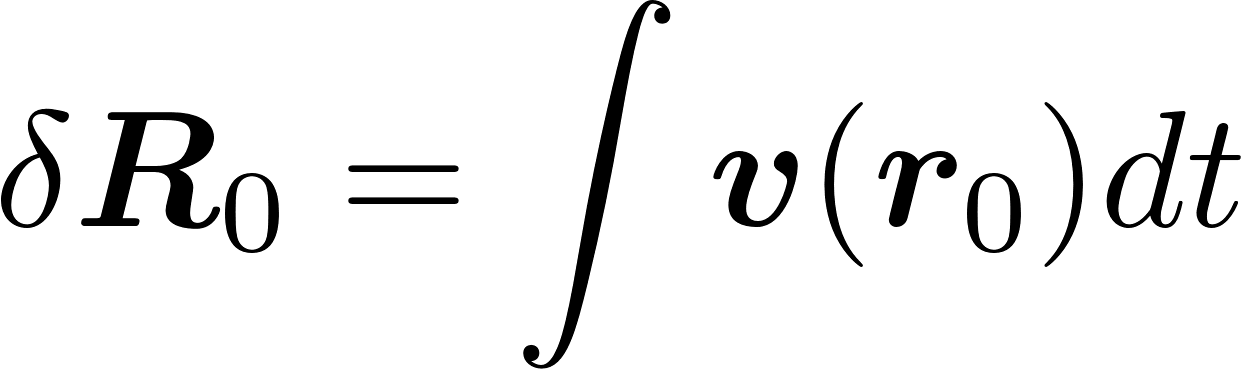 δ𝑹₀ = ∫ 𝒗(𝒓₀)dt